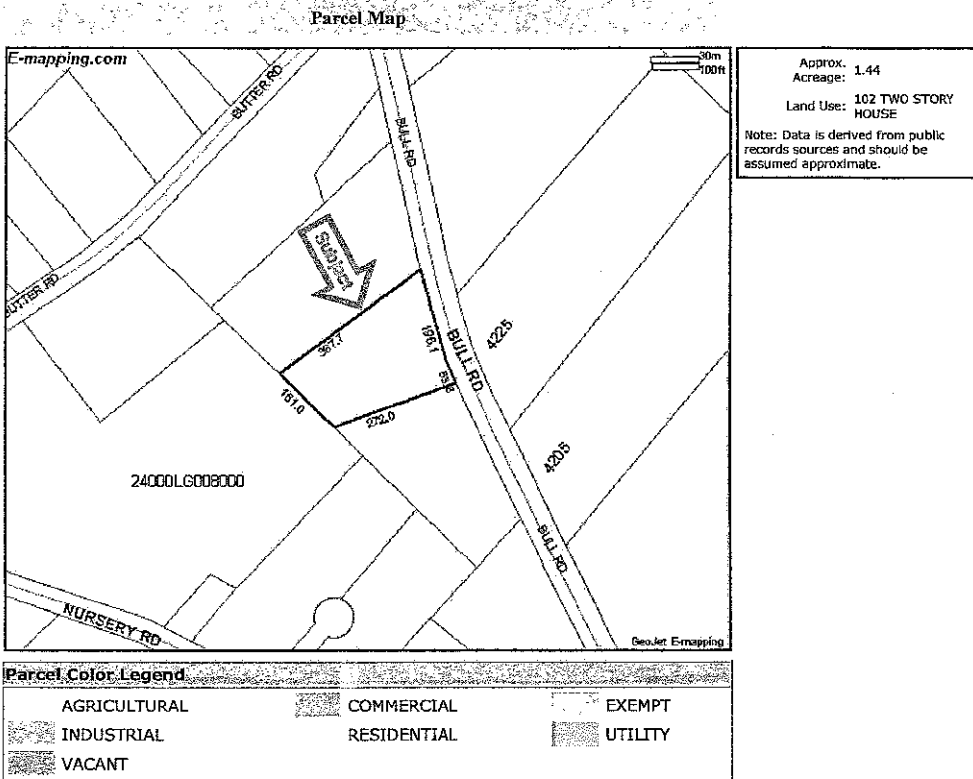 Parcel Map
E-mapping.com
30m
100ft
BUTTER RD
BULL RD
BUTTER RD
Subject
367.7
196.1
BULL RD
4225
161.0
272.0
4205
24000LG008000
BULL RD
NURSERY RD
GeoJet E-mapping
Approx. Acreage: 1.44
Land Use: 102 TWO STORY
HOUSE
Note: Data is derived from public
records sources and should be
assumed approximate.
Parcel Color Legend
AGRICULTURAL COMMERCIAL EXEMPT
INDUSTRIAL RESIDENTIAL UTILITY
VACANT